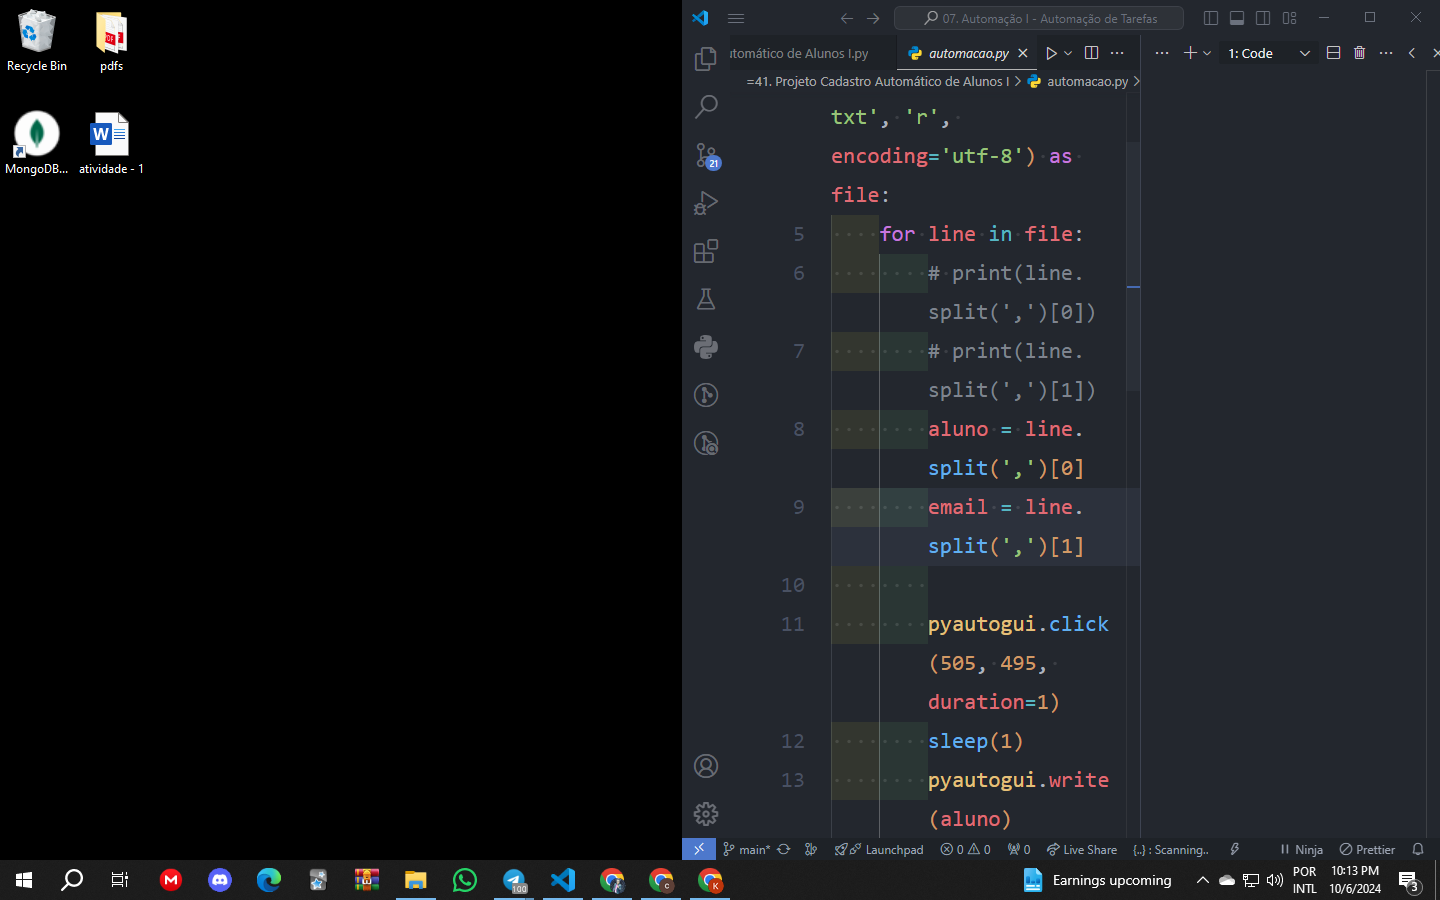 Recycle Bin
pdfs
MongoDB...
atividade - 1
07. Automação I - Automação de Tarefas
utomático de Alunos I.py
automacao.py
1: Code
=41. Projeto Cadastro Automático de Alunos I > automacao.py >
txt', 'r',
encoding='utf-8') as
file:
5 for line in file:
6 # print(line.
split(',')[0])
7 # print(line.
split(',')[1])
8 aluno = line.
split(',')[0]
9 email = line.
split(',')[1]
10
11 pyautogui.click
(505, 495,
duration=1)
12 sleep(1)
13 pyautogui.write
(aluno)
21
main* Launchpad 0 0 0 Live Share {..} : Scanning.. Ninja Prettier
100
Earnings upcoming
POR
INTL
10:13 PM
10/6/2024
3